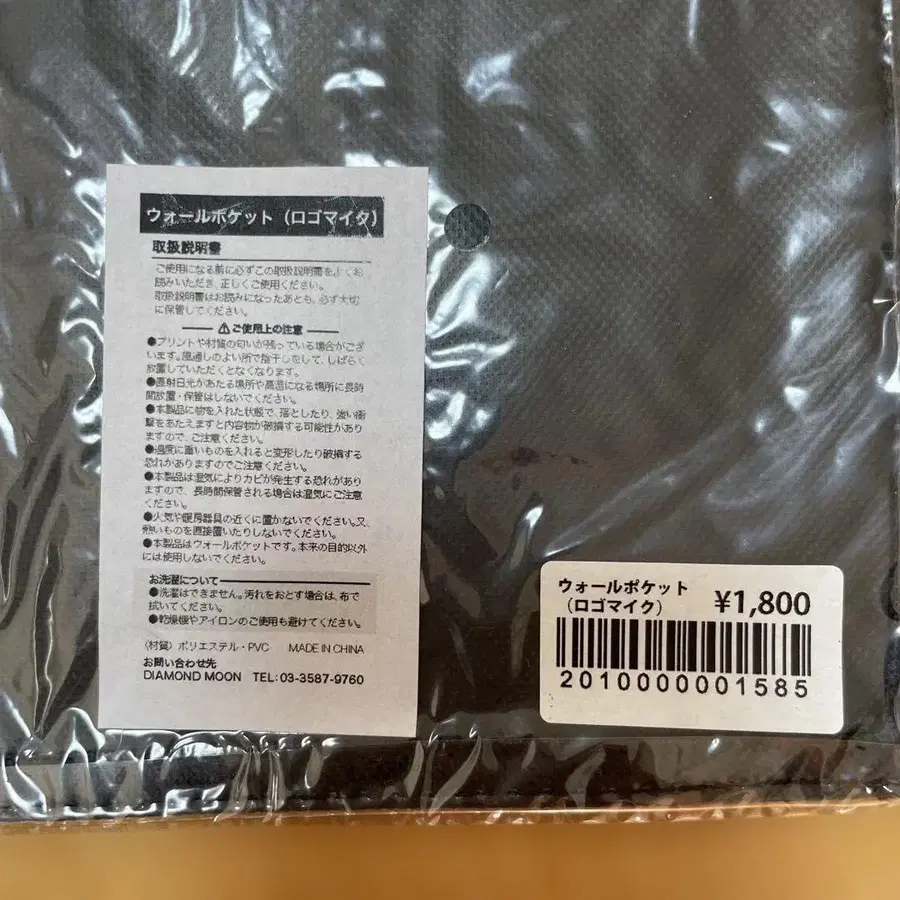 ウォールポケット（ロゴマイク）
取扱説明書
ご使用になる前に必ずこの取扱説明書をよくお
読みいただき、正しくご使用ください。
取扱説明書はお読みになったあとも、必ず大切
に保管してください。
⚠ご使用上の注意
●プリントや材質の匂いが残っている場合がござ
います。風通しのよい所で陰干しをして、しばらく
放置していただくとなくなります。
●直射日光があたる場所や高温になる場所に長時
間放置・保管はしないでください。
●本製品に物を入れた状態で、落としたり、強い衝
撃をあたえますと内容物が破損する可能性があり
ますので、ご注意ください。
●過度に重いものを入れると変形したり破損する
恐れがありますのでご注意ください。
●本製品は湿気によりカビが発生する恐れがあり
ますので、長時間保管される場合は湿気にご注意
ください。
●火気や暖房器具の近くに置かないでください。又、
熱いものを直接置いたりしないでください。
●本製品はウォールポケットです。本来の目的以外
には使用しないでください。
お洗濯について
●洗濯はできません。汚れをおとす場合は、布で
拭いてください。
●乾燥機やアイロンのご使用も避けてください。
〈材質〉ポリエステル・PVC MADE IN CHINA
お問い合わせ先
DIAMOND MOON TEL:03-3587-9760
ウォールポケット
（ロゴマイク） ¥1,800
2010000001585